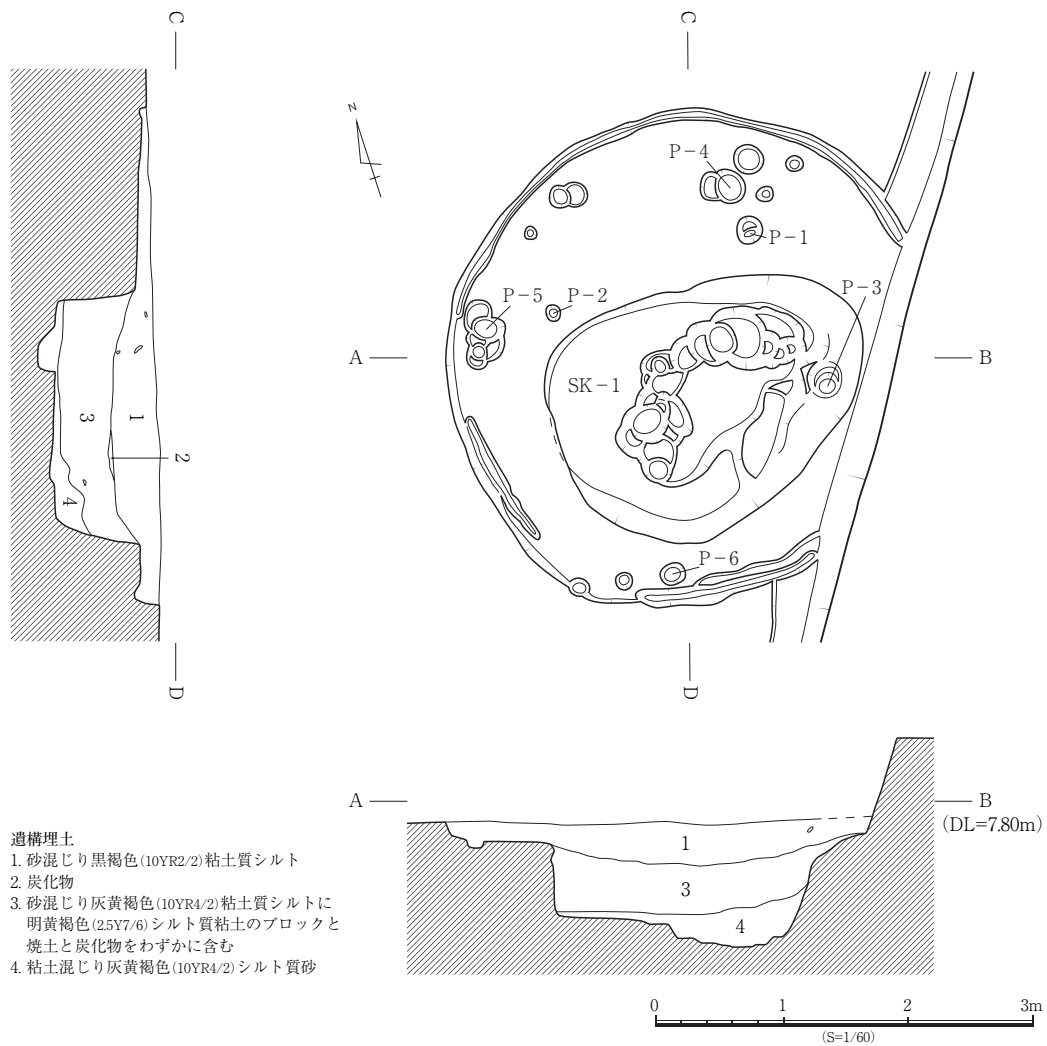 C
N
P-4
P-1
P-3
P-5
P-2
A
B
SK-1
3
1
2
4
P-6
D
C
D
A
B
(DL=7.80m)
1
3
4
遺構埋土
1. 砂混じり黒褐色(10YR2/2)粘土質シルト
2. 炭化物
3. 砂混じり灰黄褐色(10YR4/2)粘土質シルトに
明黄褐色(2.5Y7/6)シルト質粘土のブロックと
焼土と炭化物をわずかに含む
4. 粘土混じり灰黄褐色(10YR4/2)シルト質砂
0 1 2 3m
(S=1/60)